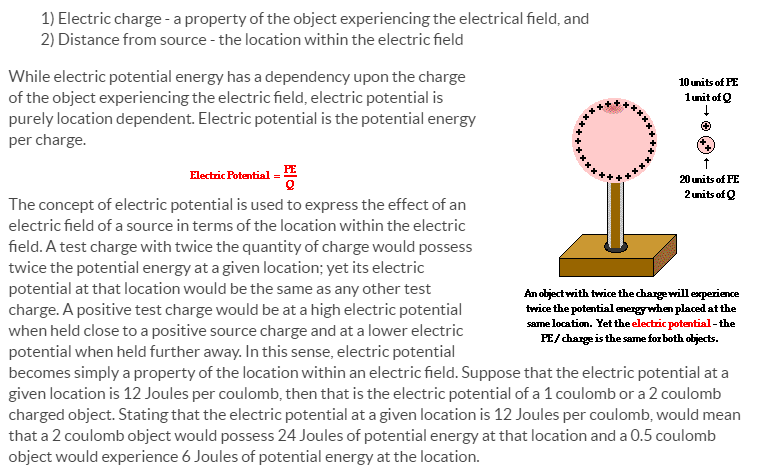 1) Electric charge - a property of the object experiencing the electrical field, and
2) Distance from source - the location within the electric field
While electric potential energy has a dependency upon the charge
of the object experiencing the electric field, electric potential is
purely location dependent. Electric potential is the potential energy
per charge.
Electric Potential = PE
Q
The concept of electric potential is used to express the effect of an
electric field of a source in terms of the location within the electric
field. A test charge with twice the quantity of charge would possess
twice the potential energy at a given location; yet its electric
potential at that location would be the same as any other test
charge. A positive test charge would be at a high electric potential
when held close to a positive source charge and at a lower electric
potential when held further away. In this sense, electric potential
becomes simply a property of the location within an electric field. Suppose that the electric potential at a
given location is 12 Joules per coulomb, then that is the electric potential of a 1 coulomb or a 2 coulomb
charged object. Stating that the electric potential at a given location is 12 Joules per coulomb, would mean
that a 2 coulomb object would possess 24 Joules of potential energy at that location and a 0.5 coulomb
object would experience 6 Joules of potential energy at the location.
10 units of PE
1 unit of Q
20 units of PE
2 units of Q
An object with twice the charge will experience
twice the potential energy when placed at the
same location. Yet the electric potential - the
PE / charge is the same for both objects.